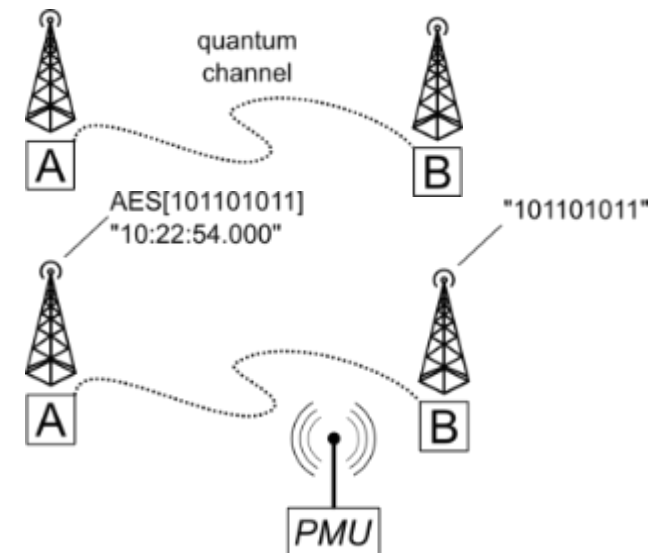 quantum
channel
A
B
AES[101101011]
"10:22:54.000"
"101101011"
A
B
PMU